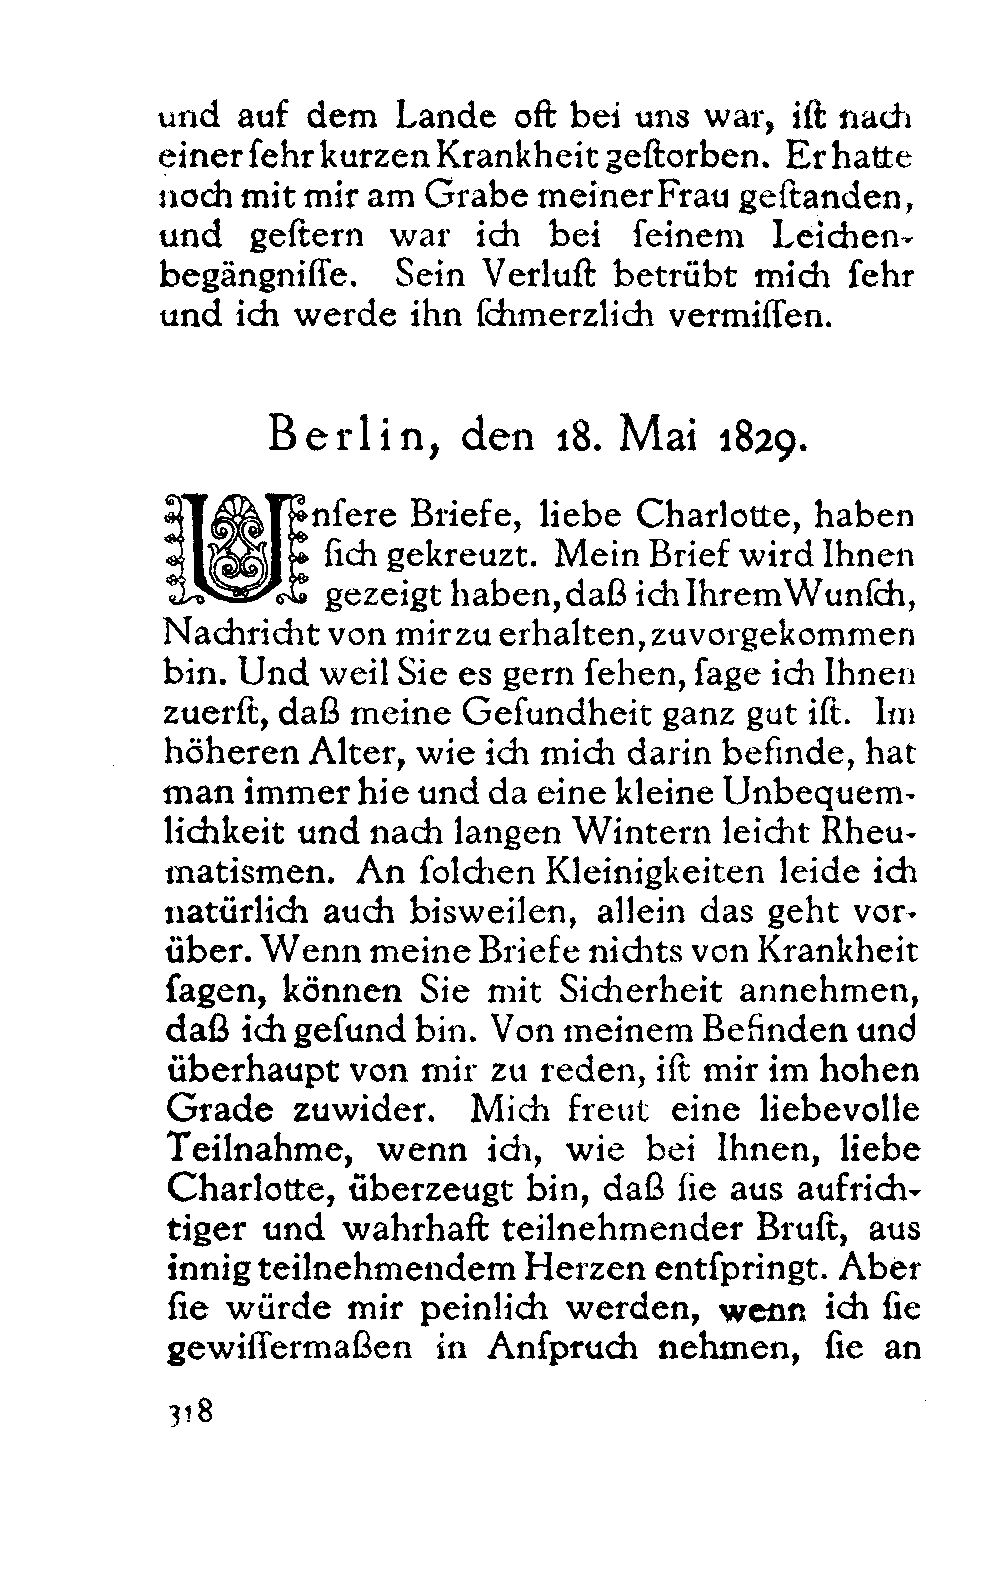 und auf dem Lande oft bei uns war, iſt nach
einer ſehr kurzen Krankheit geſtorben. Er hatte
noch mit mir am Grabe meiner Frau geſtanden,
und geſtern war ich bei ſeinem Leichen-
begängniſſe. Sein Verluſt betrübt mich ſehr
und ich werde ihn ſchmerzlich vermiſſen.
Berlin, den 18. Mai 1829.
Unſere Briefe, liebe Charlotte, haben
ſich gekreuzt. Mein Brief wird Ihnen
gezeigt haben, daß ich Ihrem Wunſch,
Nachricht von mir zu erhalten, zuvorgekommen
bin. Und weil Sie es gern ſehen, ſage ich Ihnen
zuerſt, daß meine Geſundheit ganz gut iſt. Im
höheren Alter, wie ich mich darin befinde, hat
man immer hie und da eine kleine Unbequem-
lichkeit und nach langen Wintern leicht Rheu-
matismen. An ſolchen Kleinigkeiten leide ich
natürlich auch bisweilen, allein das geht vor-
über. Wenn meine Briefe nichts von Krankheit
ſagen, können Sie mit Sicherheit annehmen,
daß ich geſund bin. Von meinem Befinden und
überhaupt von mir zu reden, iſt mir im hohen
Grade zuwider. Mich freut eine liebevolle
Teilnahme, wenn ich, wie bei Ihnen, liebe
Charlotte, überzeugt bin, daß ſie aus aufrich-
tiger und wahrhaft teilnehmender Bruſt, aus
innig teilnehmendem Herzen entſpringt. Aber
ſie würde mir peinlich werden, wenn ich ſie
gewiſſermaßen in Anſpruch nehmen, ſie an
318